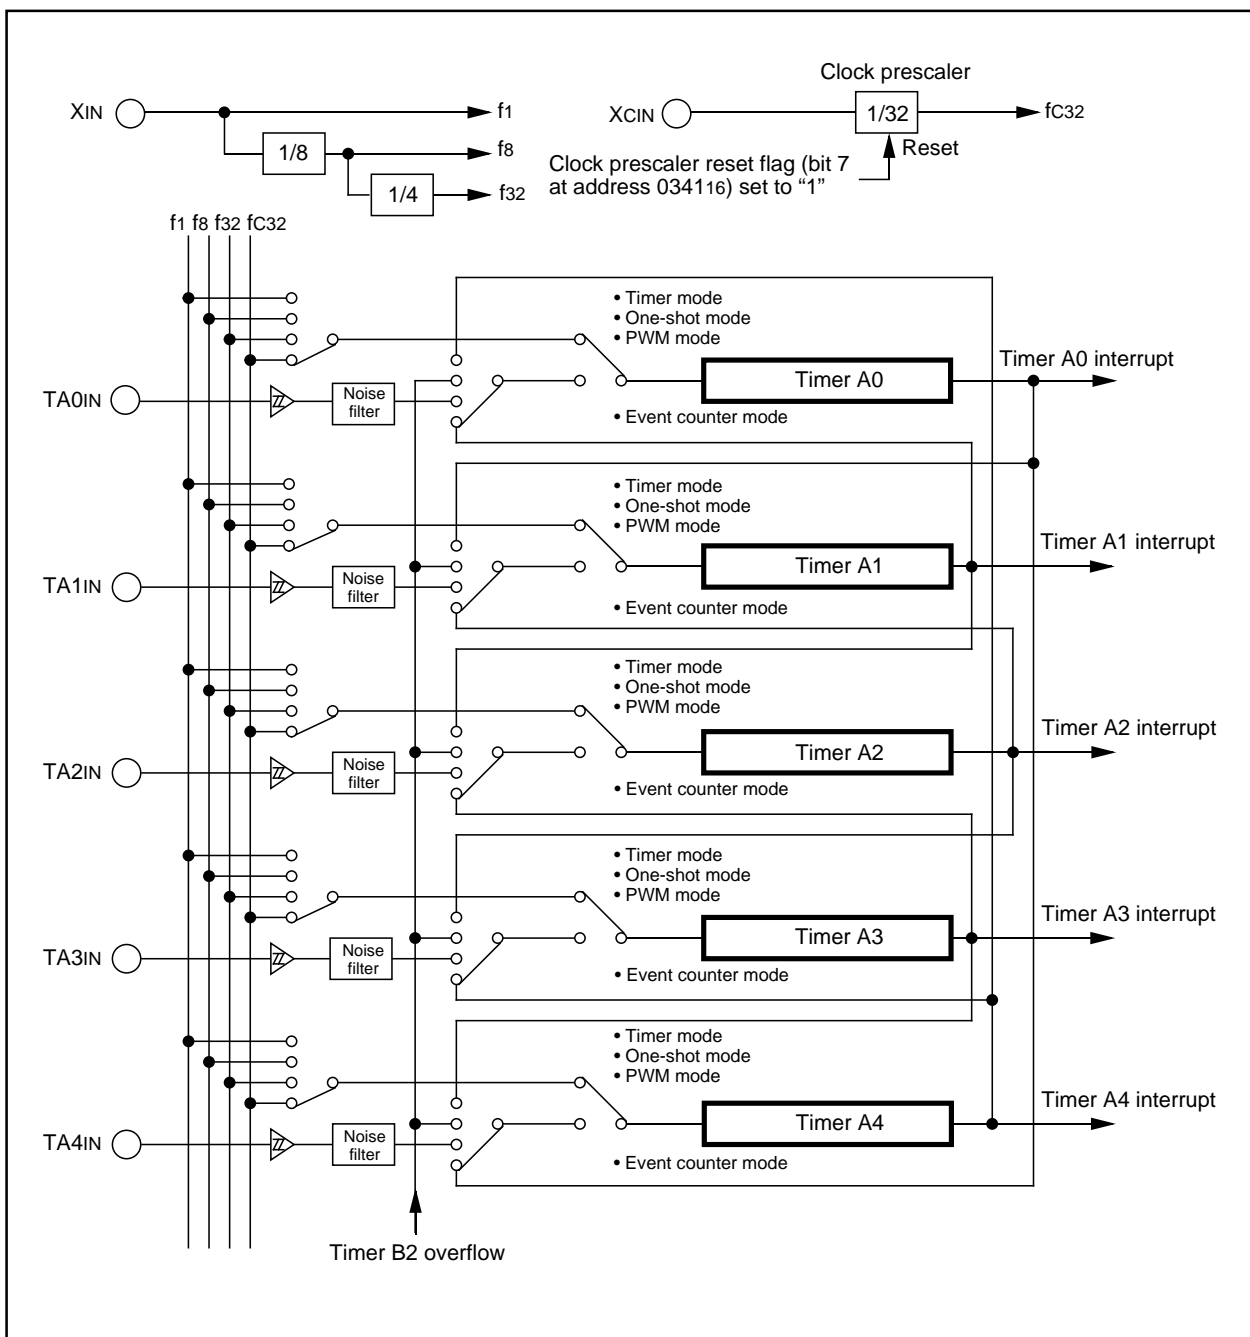 Clock prescaler
XIN
f1
XCIN
1/32
fC32
1/8
f8
Reset
Clock prescaler reset flag (bit 7
at address 034116) set to “1”
1/4
f32
f1 f8 f32 fC32
• Timer mode
• One-shot mode
• PWM mode
Timer A0 interrupt
TA0IN
Noise
filter
Timer A0
• Event counter mode
• Timer mode
• One-shot mode
• PWM mode
Timer A1 interrupt
TA1IN
Noise
filter
Timer A1
• Event counter mode
• Timer mode
• One-shot mode
• PWM mode
Timer A2 interrupt
TA2IN
Noise
filter
Timer A2
• Event counter mode
• Timer mode
• One-shot mode
• PWM mode
Timer A3 interrupt
TA3IN
Noise
filter
Timer A3
• Event counter mode
• Timer mode
• One-shot mode
• PWM mode
Timer A4 interrupt
TA4IN
Noise
filter
Timer A4
• Event counter mode
Timer B2 overflow